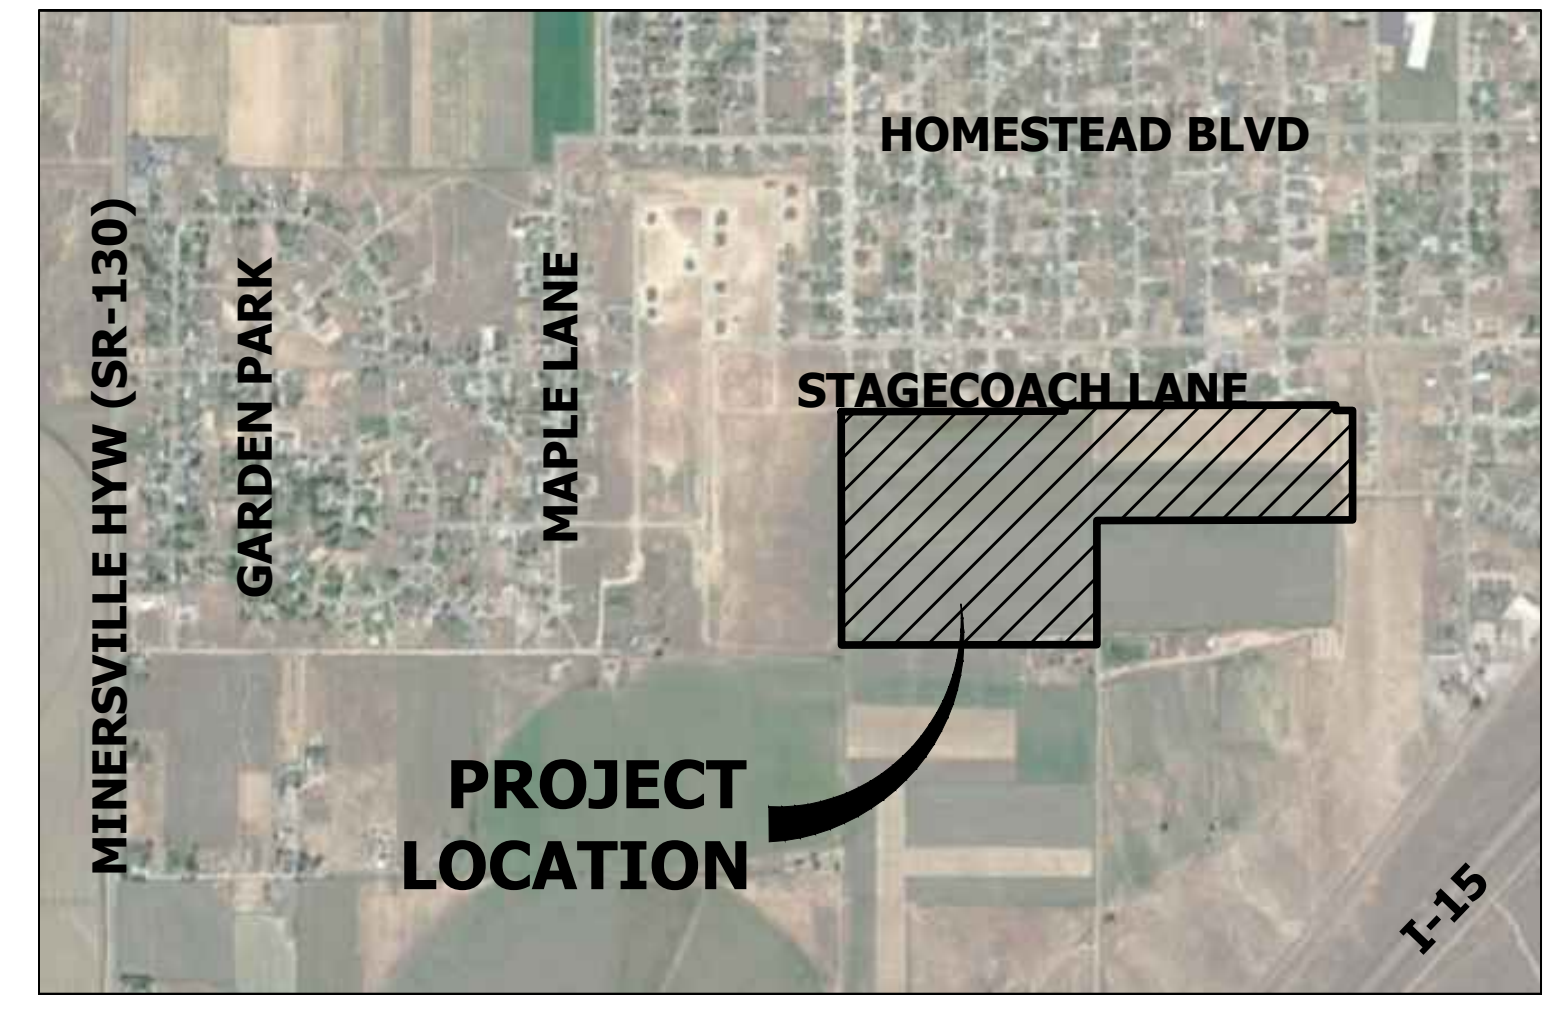 HOMESTEAD BLVD
MINERSVILLE HYW (SR-130)
GARDEN PARK
MAPLE LANE
STAGECOACH LANE
PROJECT
LOCATION
I-15